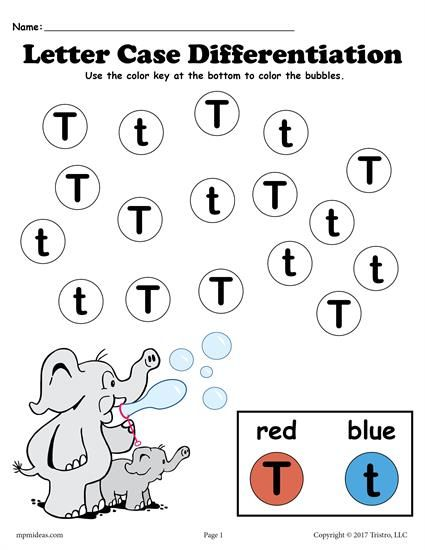 Name:
Letter Case Differentiation
Use the color key at the bottom to color the bubbles.
T t T t T
T T t T t
t t t
t T T T
red blue
T t
mpmideas.com Page 1 Copyright © 2017 Tristro, LLC